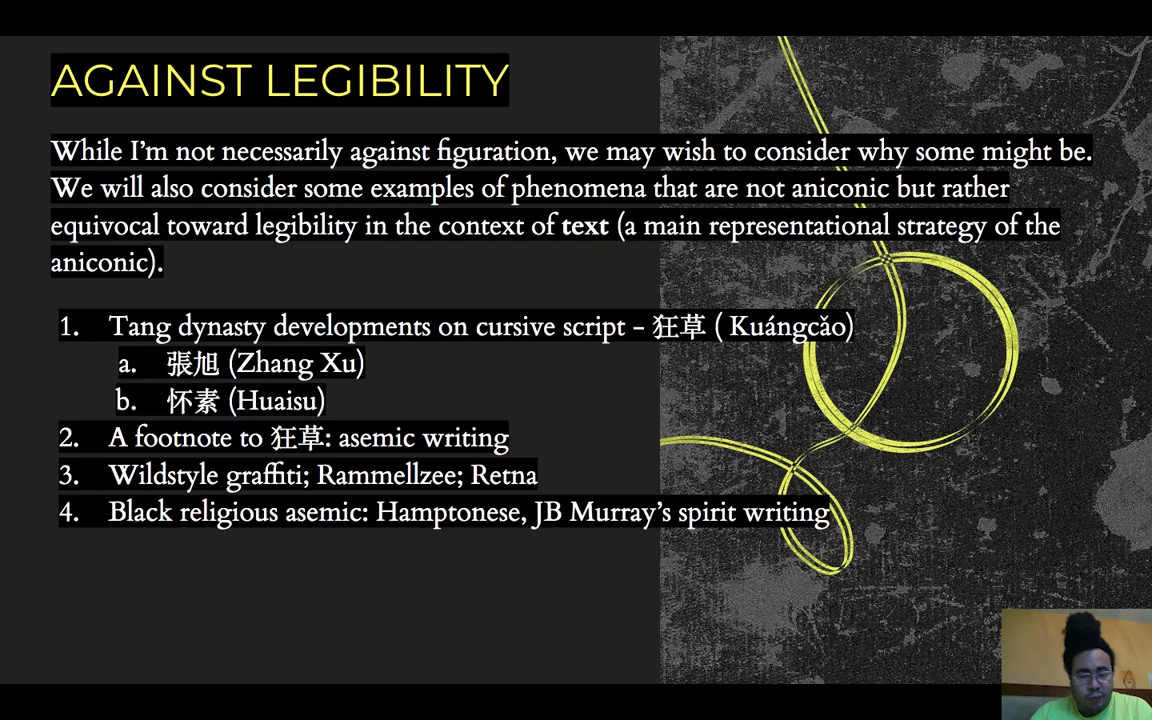 AGAINST LEGIBILITY
While I'm not necessarily against figuration, we may wish to consider why some might be.
We will also consider some examples of phenomena that are not aniconic but rather
equivocal toward legibility in the context of text (a main representational strategy of the
aniconic).
1. Tang dynasty developments on cursive script - 狂草 ( Kuángcǎo)
a. 張旭 (Zhang Xu)
b. 怀素 (Huaisu)
2. A footnote to 狂草: asemic writing
3. Wildstyle graffiti; Rammellzee; Retna
4. Black religious asemic: Hamptonese, JB Murray's spirit writing